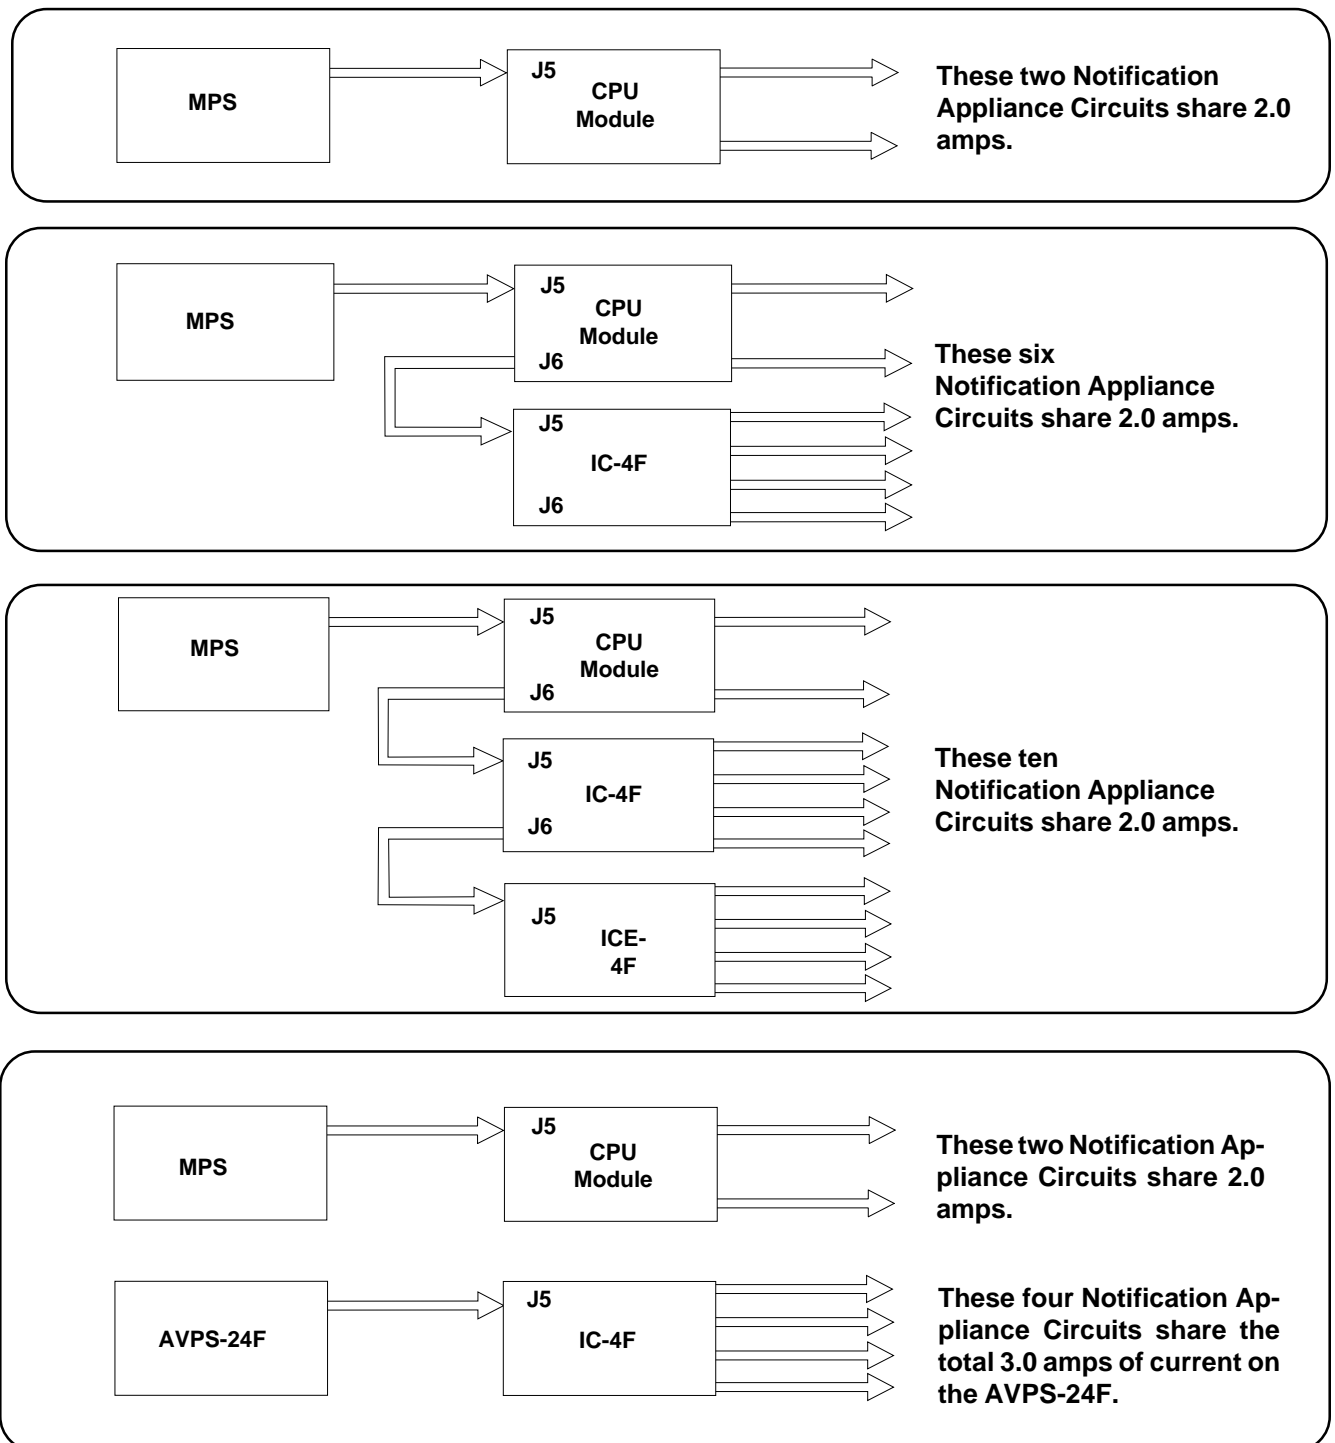 MPS
J5
CPU
Module
These two Notification
Appliance Circuits share 2.0
amps.
MPS
J5
CPU
Module
J6
J5
IC-4F
J6
These six
Notification Appliance
Circuits share 2.0 amps.
MPS
J5
CPU
Module
J6
J5
IC-4F
J6
J5
ICE-
4F
These ten
Notification Appliance
Circuits share 2.0 amps.
MPS
J5
CPU
Module
These two Notification Ap-
pliance Circuits share 2.0
amps.
AVPS-24F
J5
IC-4F
These four Notification Ap-
pliance Circuits share the
total 3.0 amps of current on
the AVPS-24F.